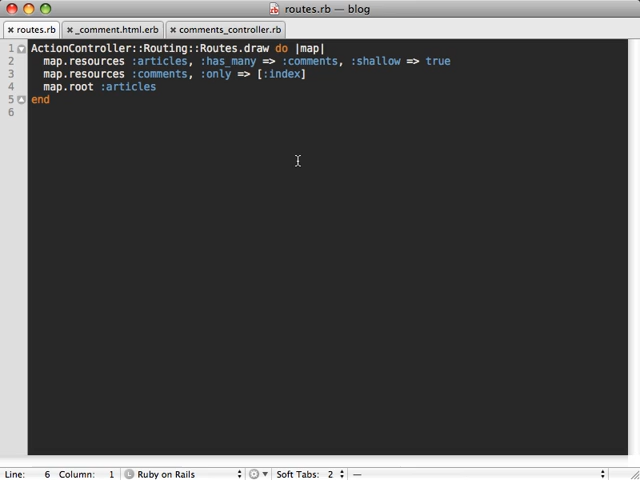 routes.rb — blog
routes.rb _comment.html.erb comments_controller.rb
1 ActionController::Routing::Routes.draw do |map|
2 map.resources :articles, :has_many => :comments, :shallow => true
3 map.resources :comments, :only => [:index]
4 map.root :articles
5 end
6
Line: 6 Column: 1 Ruby on Rails Soft Tabs: 2 —